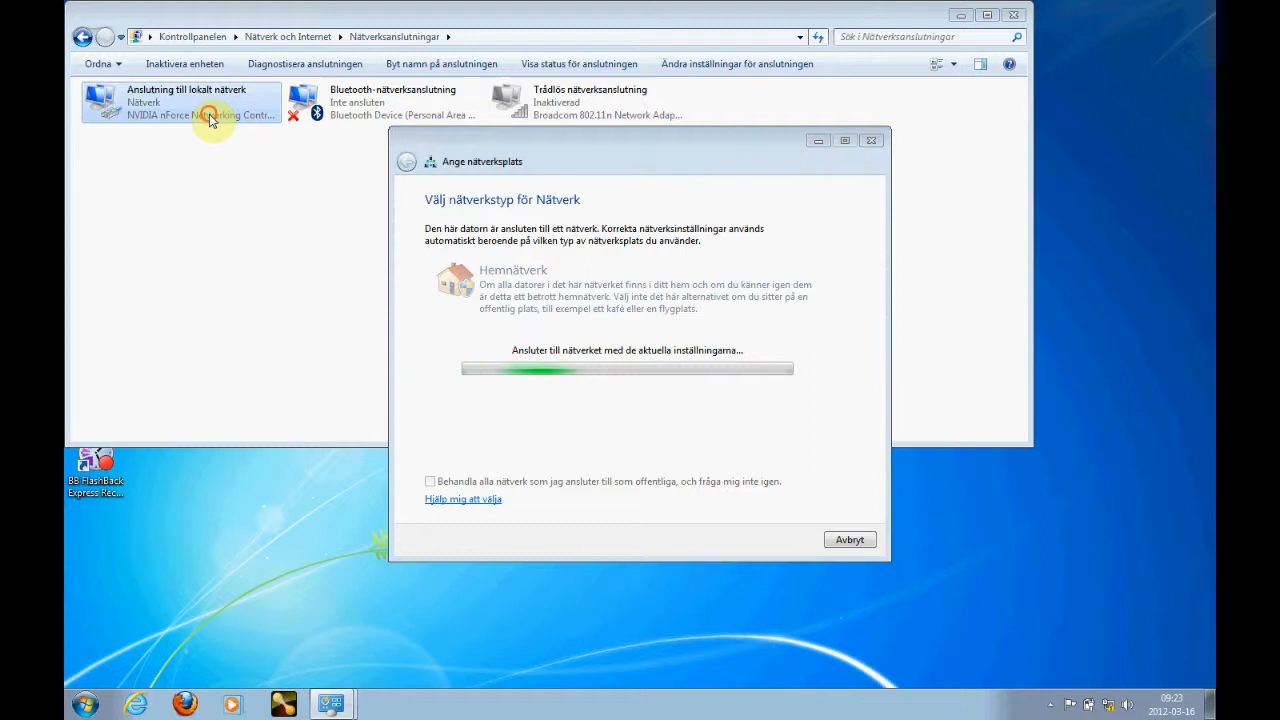 Kontrollpanelen
Nätverk och Internet
Nätverksanslutningar
Sök i Nätverksanslutningar
Ordna
Inaktivera enheten
Diagnostisera anslutningen
Byt namn på anslutningen
Visa status för anslutningen
Ändra inställningar för anslutningen
Anslutning till lokalt nätverk
Nätverk
NVIDIA nForce Networking Contr...
Bluetooth-nätverksanslutning
Inte ansluten
Bluetooth Device (Personal Area ...
Trådlös nätverksanslutning
Inaktiverad
Broadcom 802.11n Network Adap...
Ange nätverksplats
Välj nätverkstyp för Nätverk
Den här datorn är ansluten till ett nätverk. Korrekta nätverksinställningar används
automatiskt beroende på vilken typ av nätverksplats du använder.
Hemnätverk
Om alla datorer i det här nätverket finns i ditt hem och om du känner igen dem
är detta ett betrott hemnätverk. Välj inte det här alternativet om du sitter på en
offentlig plats, till exempel ett kafé eller en flygplats.
Ansluter till nätverket med de aktuella inställningarna...
Behandla alla nätverk som jag ansluter till som offentliga, och fråga mig inte igen.
Hjälp mig att välja
Avbryt
BB FlashBack
Express Rec...
09:23
2012-03-16